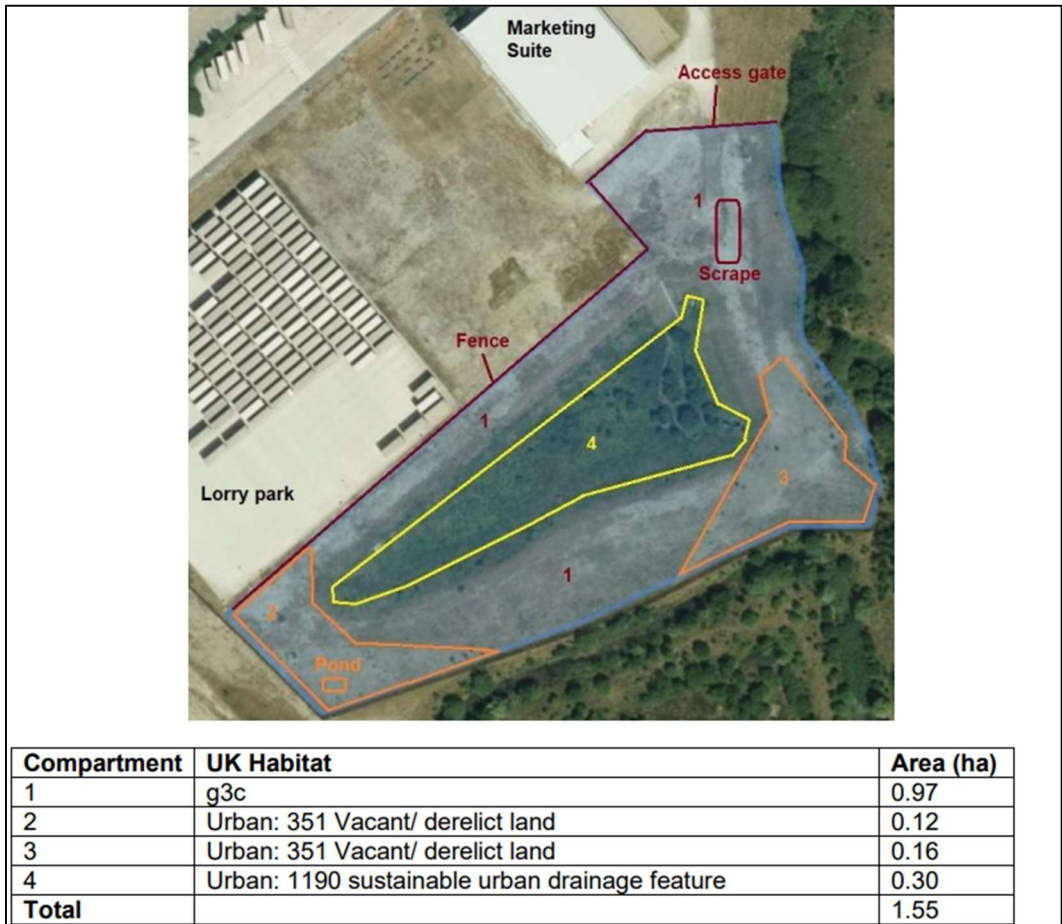 Marketing
Suite
Access gate
1
Scrape
Fence
1
4
3
Lorry park
1
2
Pond
Compartment UK Habitat Area (ha)
1 g3c 0.97
2 Urban: 351 Vacant/ derelict land 0.12
3 Urban: 351 Vacant/ derelict land 0.16
4 Urban: 1190 sustainable urban drainage feature 0.30
Total 1.55